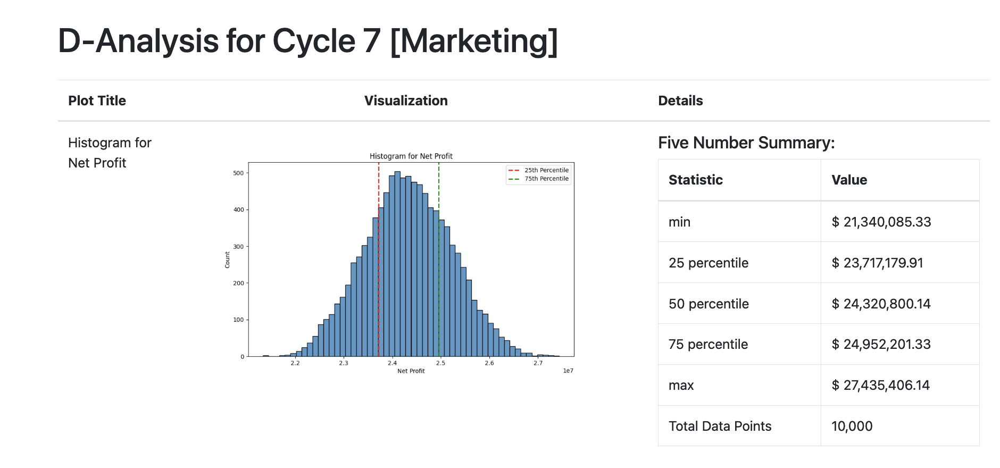 D-Analysis for Cycle 7 [Marketing]
Plot Title
Visualization
Details
Histogram for
Net Profit
Histogram for Net Profit
25th Percentile
75th Percentile
500
400
300
200
100
0
Count
2.2
2.3
2.4
2.5
2.6
2.7
Net Profit
1e7
Five Number Summary:
Statistic Value
min $ 21,340,085.33
25 percentile $ 23,717,179.91
50 percentile $ 24,320,800.14
75 percentile $ 24,952,201.33
max $ 27,435,406.14
Total Data Points 10,000